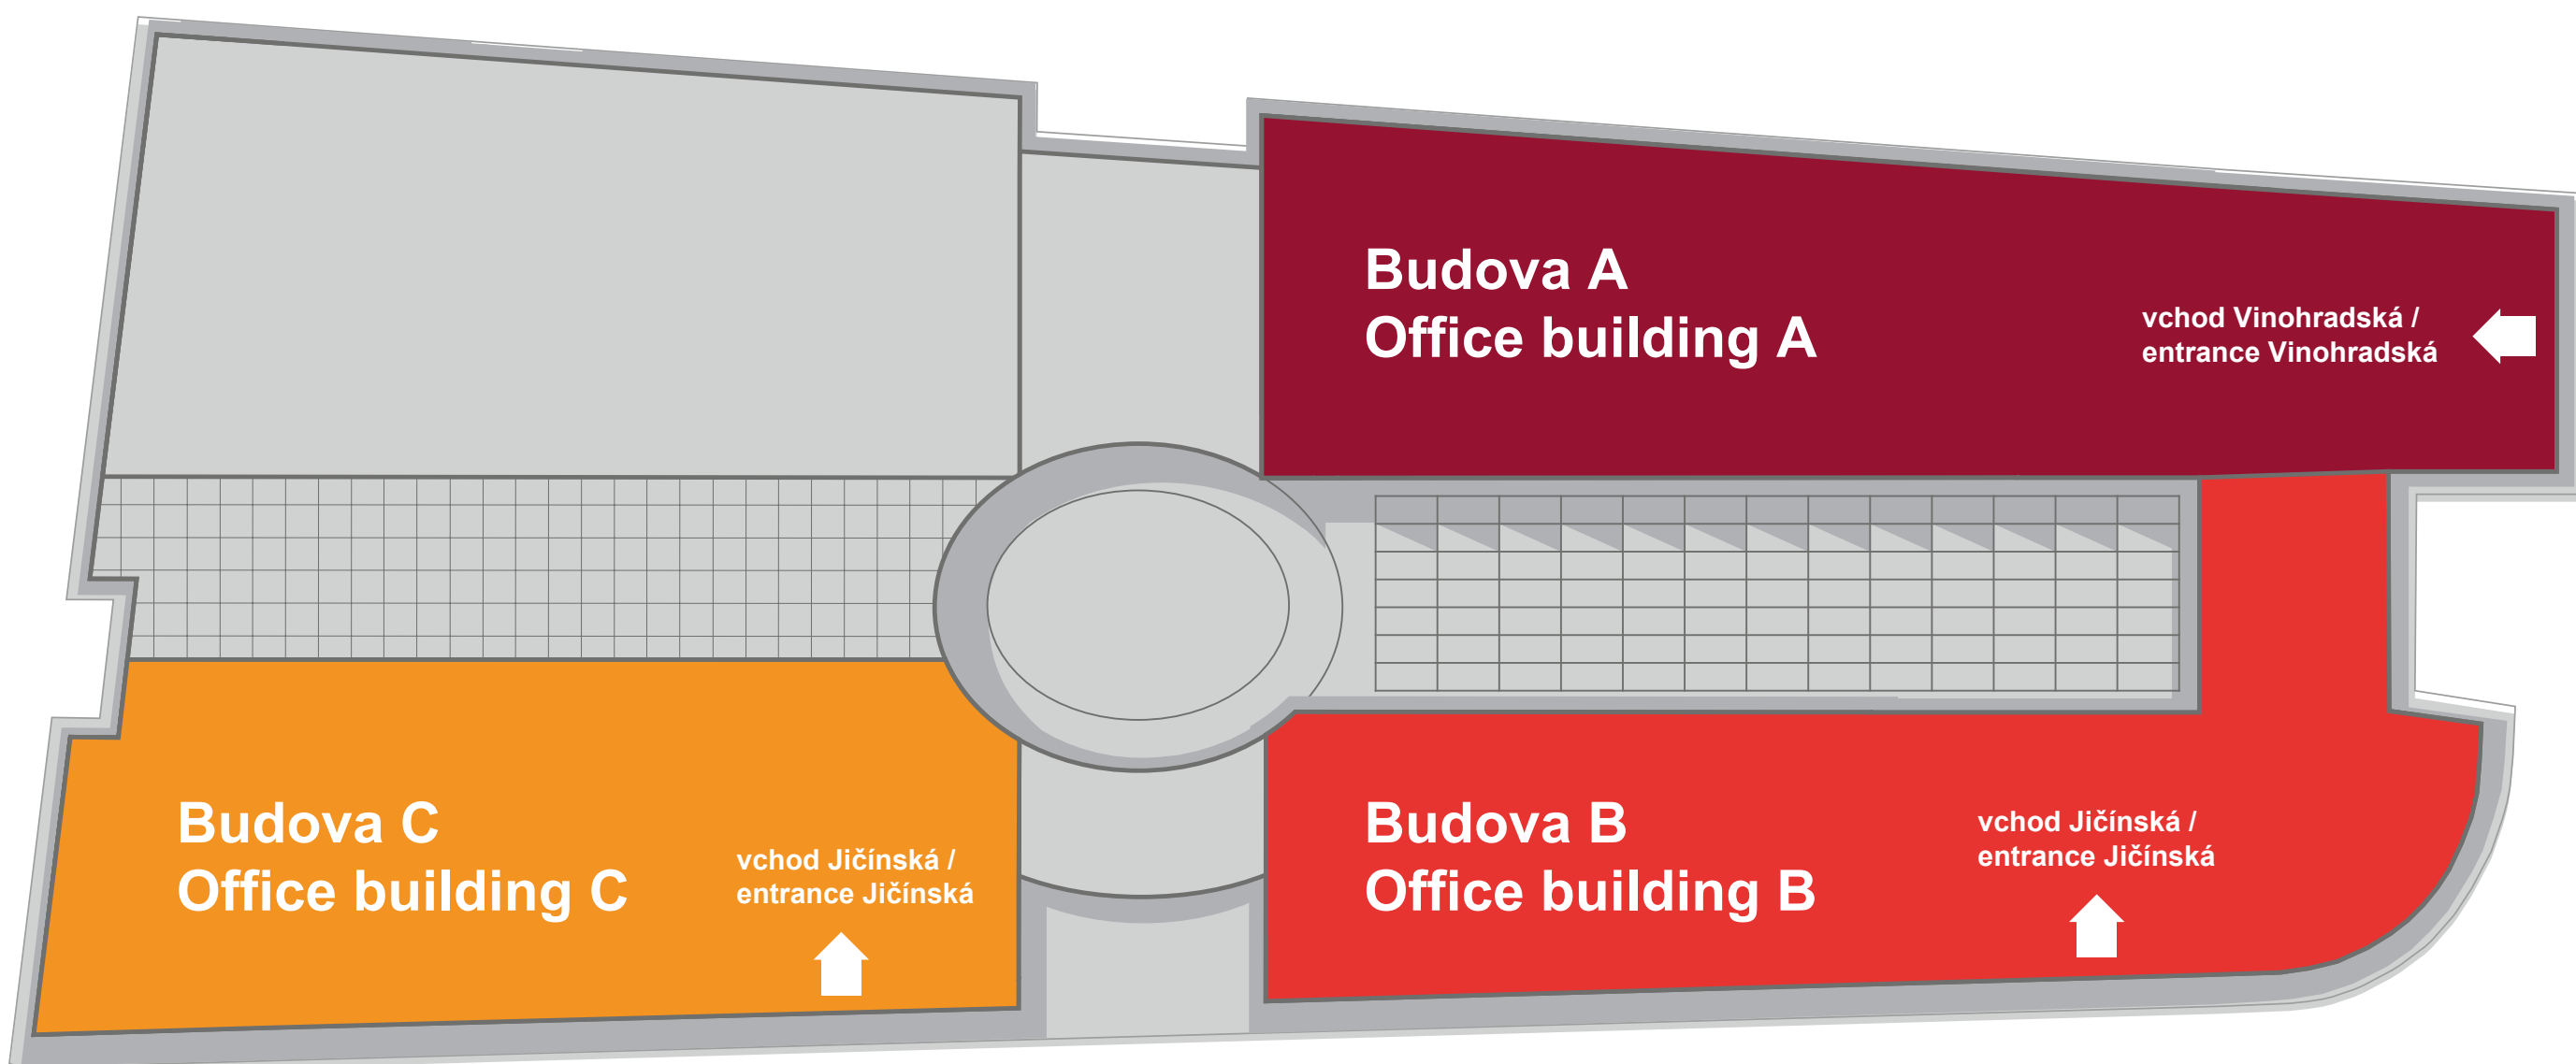 Budova A
Office building A
vchod Vinohradská /
entrance Vinohradská
Budova C
Office building C
vchod Jičínská /
entrance Jičínská
Budova B
Office building B
vchod Jičínská /
entrance Jičínská